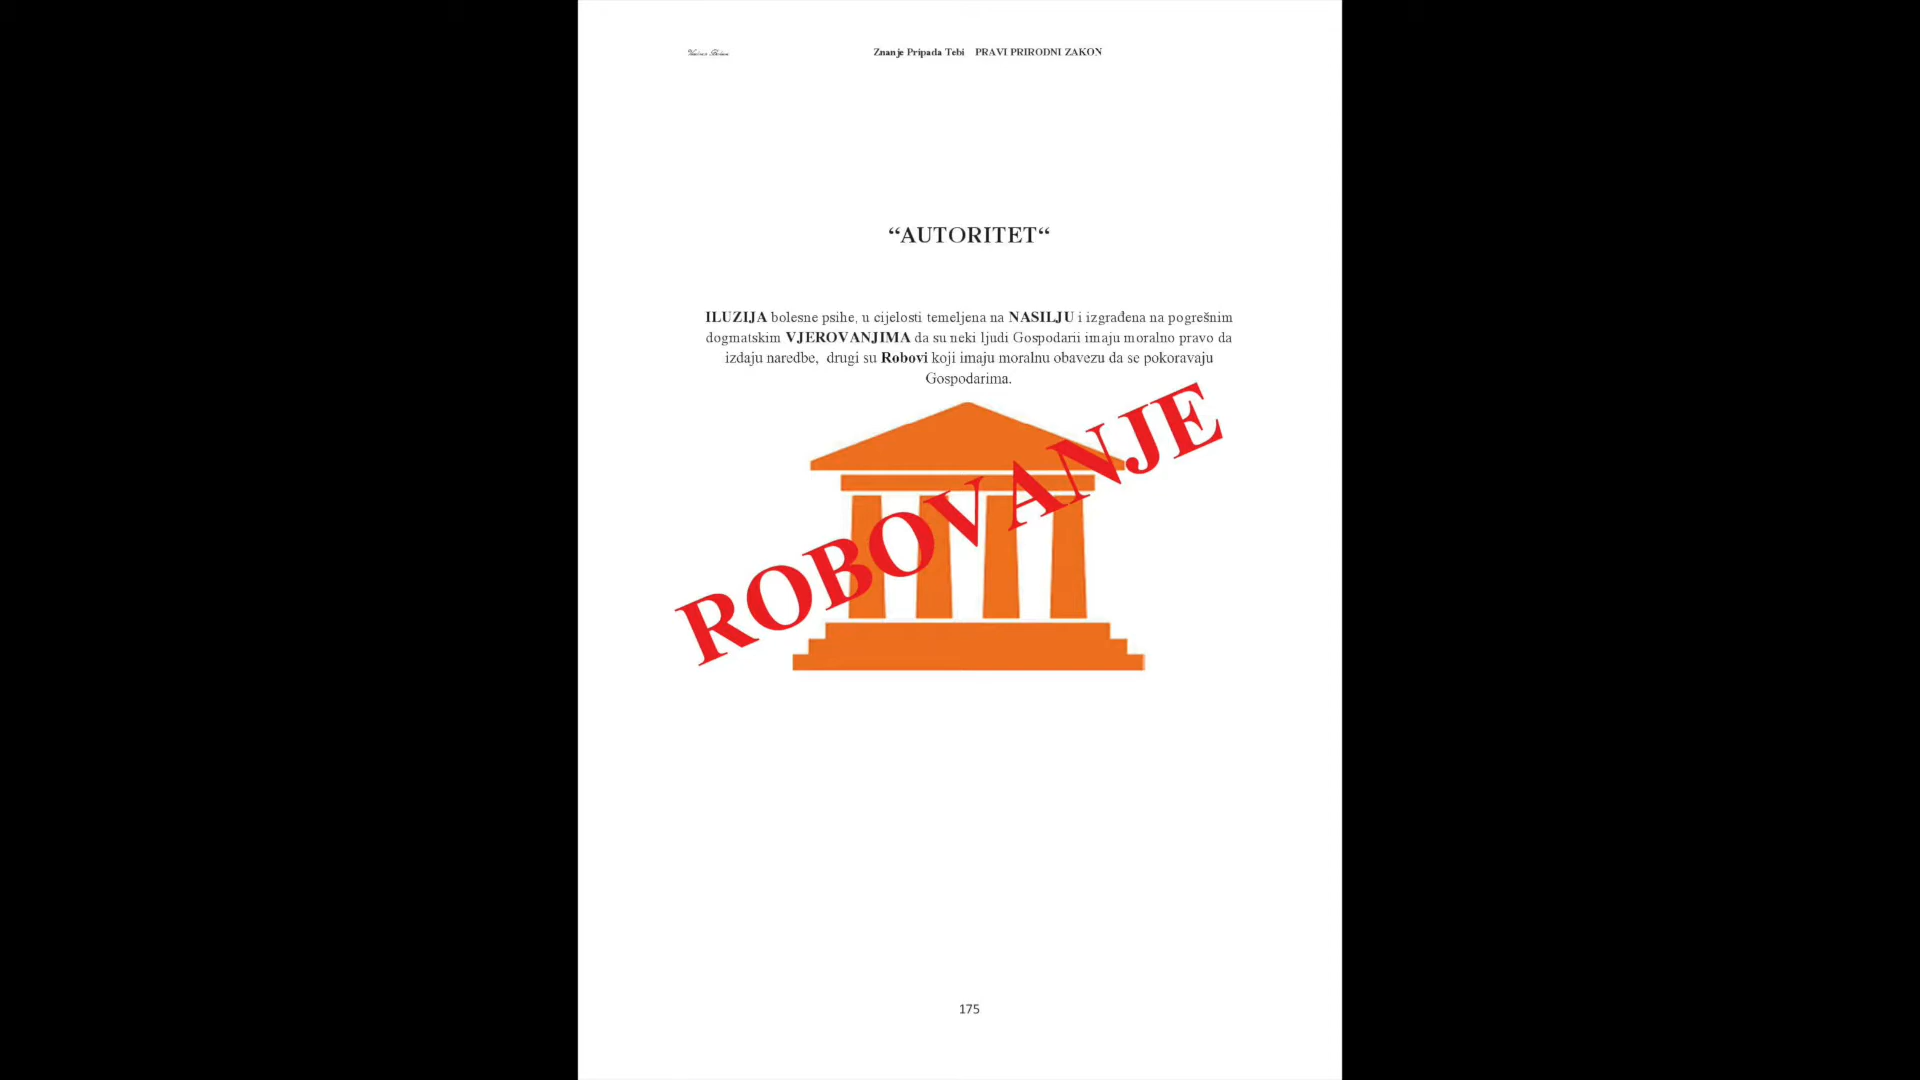 Znanje Pripada Tebi PRAVI PRIRODNI ZAKON
“AUTORITET“
ILUZIJA bolesne psihe, u cijelosti temeljena na NASILJU i izgrađena na pogrešnim
dogmatskim VJEROVANJIMA da su neki ljudi Gospodarii imaju moralno pravo da
izdaju naredbe, drugi su Robovi koji imaju moralnu obavezu da se pokoravaju
Gospodarima.
ROBOVANJE
175